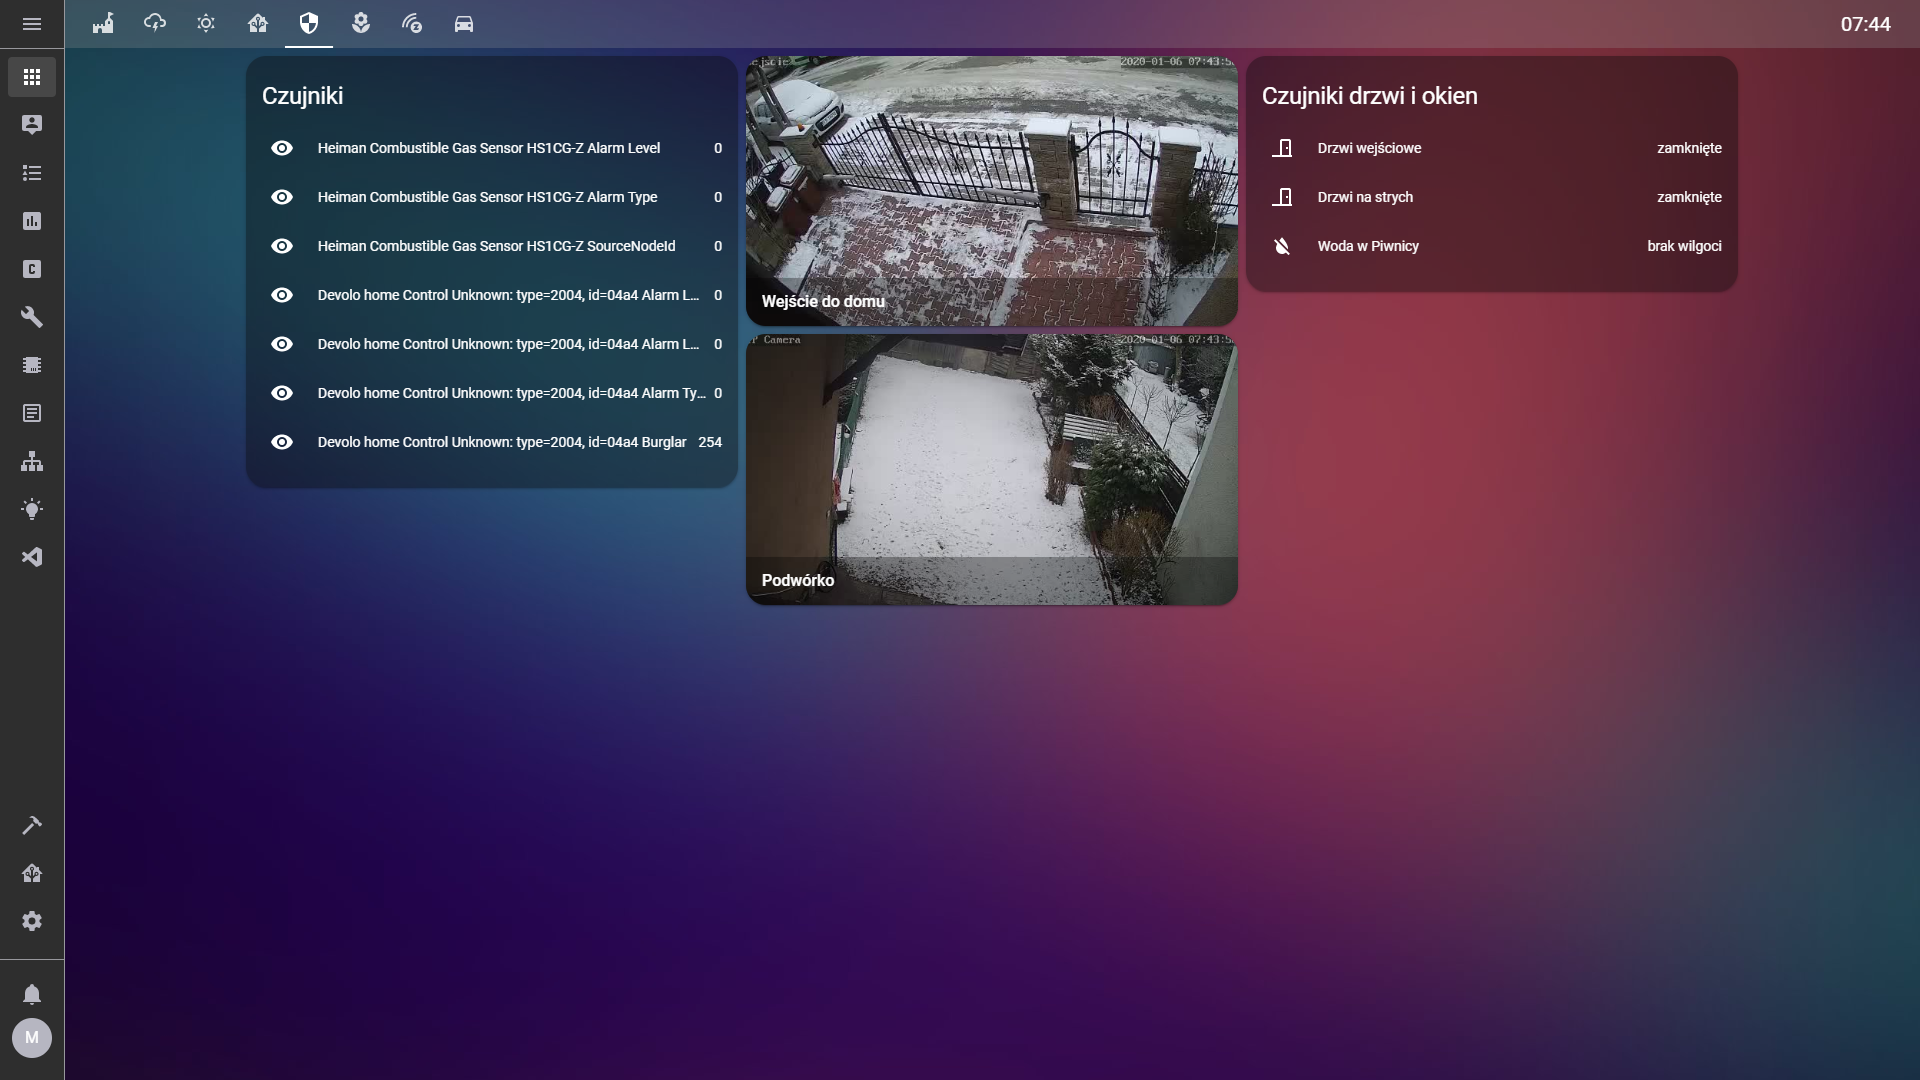 07:44
Czujniki
Heiman Combustible Gas Sensor HS1CG-Z Alarm Level 0
Heiman Combustible Gas Sensor HS1CG-Z Alarm Type 0
Heiman Combustible Gas Sensor HS1CG-Z SourceNodeId 0
Devolo home Control Unknown: type=2004, id=04a4 Alarm L... 0
Devolo home Control Unknown: type=2004, id=04a4 Alarm L... 0
Devolo home Control Unknown: type=2004, id=04a4 Alarm Ty... 0
Devolo home Control Unknown: type=2004, id=04a4 Burglar 254
ejście 2020-01-06 07:43:5
Wejście do domu
P Camera 2020-01-06 07:43:5
Podwórko
Czujniki drzwi i okien
Drzwi wejściowe zamknięte
Drzwi na strych zamknięte
Woda w Piwnicy brak wilgoci
C
M